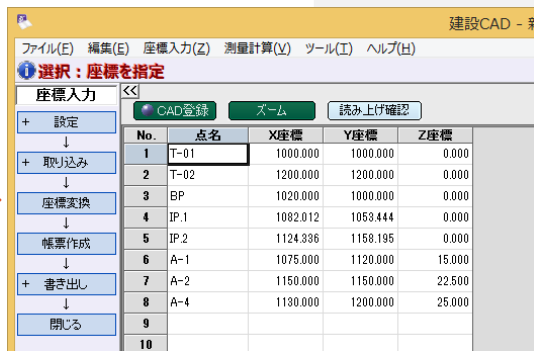 建設CAD - 新
ファイル(F) 編集(E) 座標入力(Z) 測量計算(V) ツール(T) ヘルプ(H)
選択：座標を指定
座標入力 <<
+ 設定
↓
+ 取り込み
↓
座標変換
↓
帳票作成
↓
+ 書き出し
↓
閉じる
CAD登録 ズーム 読み上げ確認
No. 点名 X座標 Y座標 Z座標
1 T-01 1000.000 1000.000 0.000
2 T-02 1200.000 1200.000 0.000
3 BP 1020.000 1000.000 0.000
4 IP.1 1082.012 1053.444 0.000
5 IP.2 1124.336 1158.195 0.000
6 A-1 1075.000 1120.000 15.000
7 A-2 1150.000 1150.000 22.500
8 A-4 1130.000 1200.000 25.000
9
10